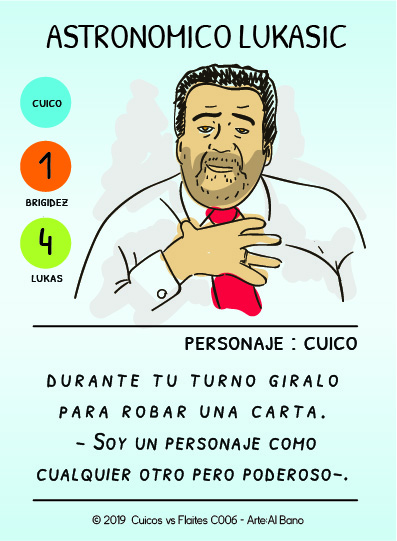 ASTRONOMICO LUKASIC
CUICO
1
BRIGIDEZ
4
LUKAS
PERSONAJE : CUICO
DURANTE TU TURNO GIRALO
PARA ROBAR UNA CARTA.
- SOY UN PERSONAJE COMO
CUALQUIER OTRO PERO PODEROSO-.
© 2019 Cuicos vs Flaites C006 - Arte:Al Bano